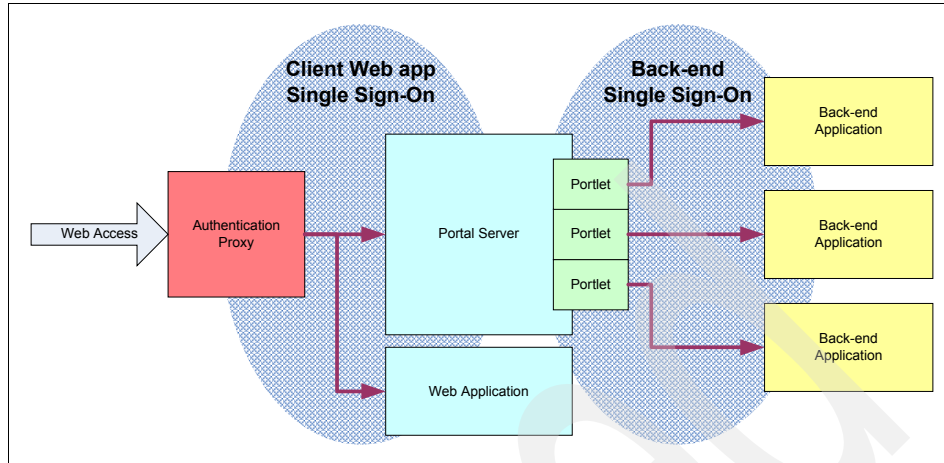 Client Web app
Single Sign-On
Back-end
Single Sign-On
Web Access
Authentication
Proxy
Portal Server
Portlet
Portlet
Portlet
Web Application
Back-end
Application
Back-end
Application
Back-end
Application